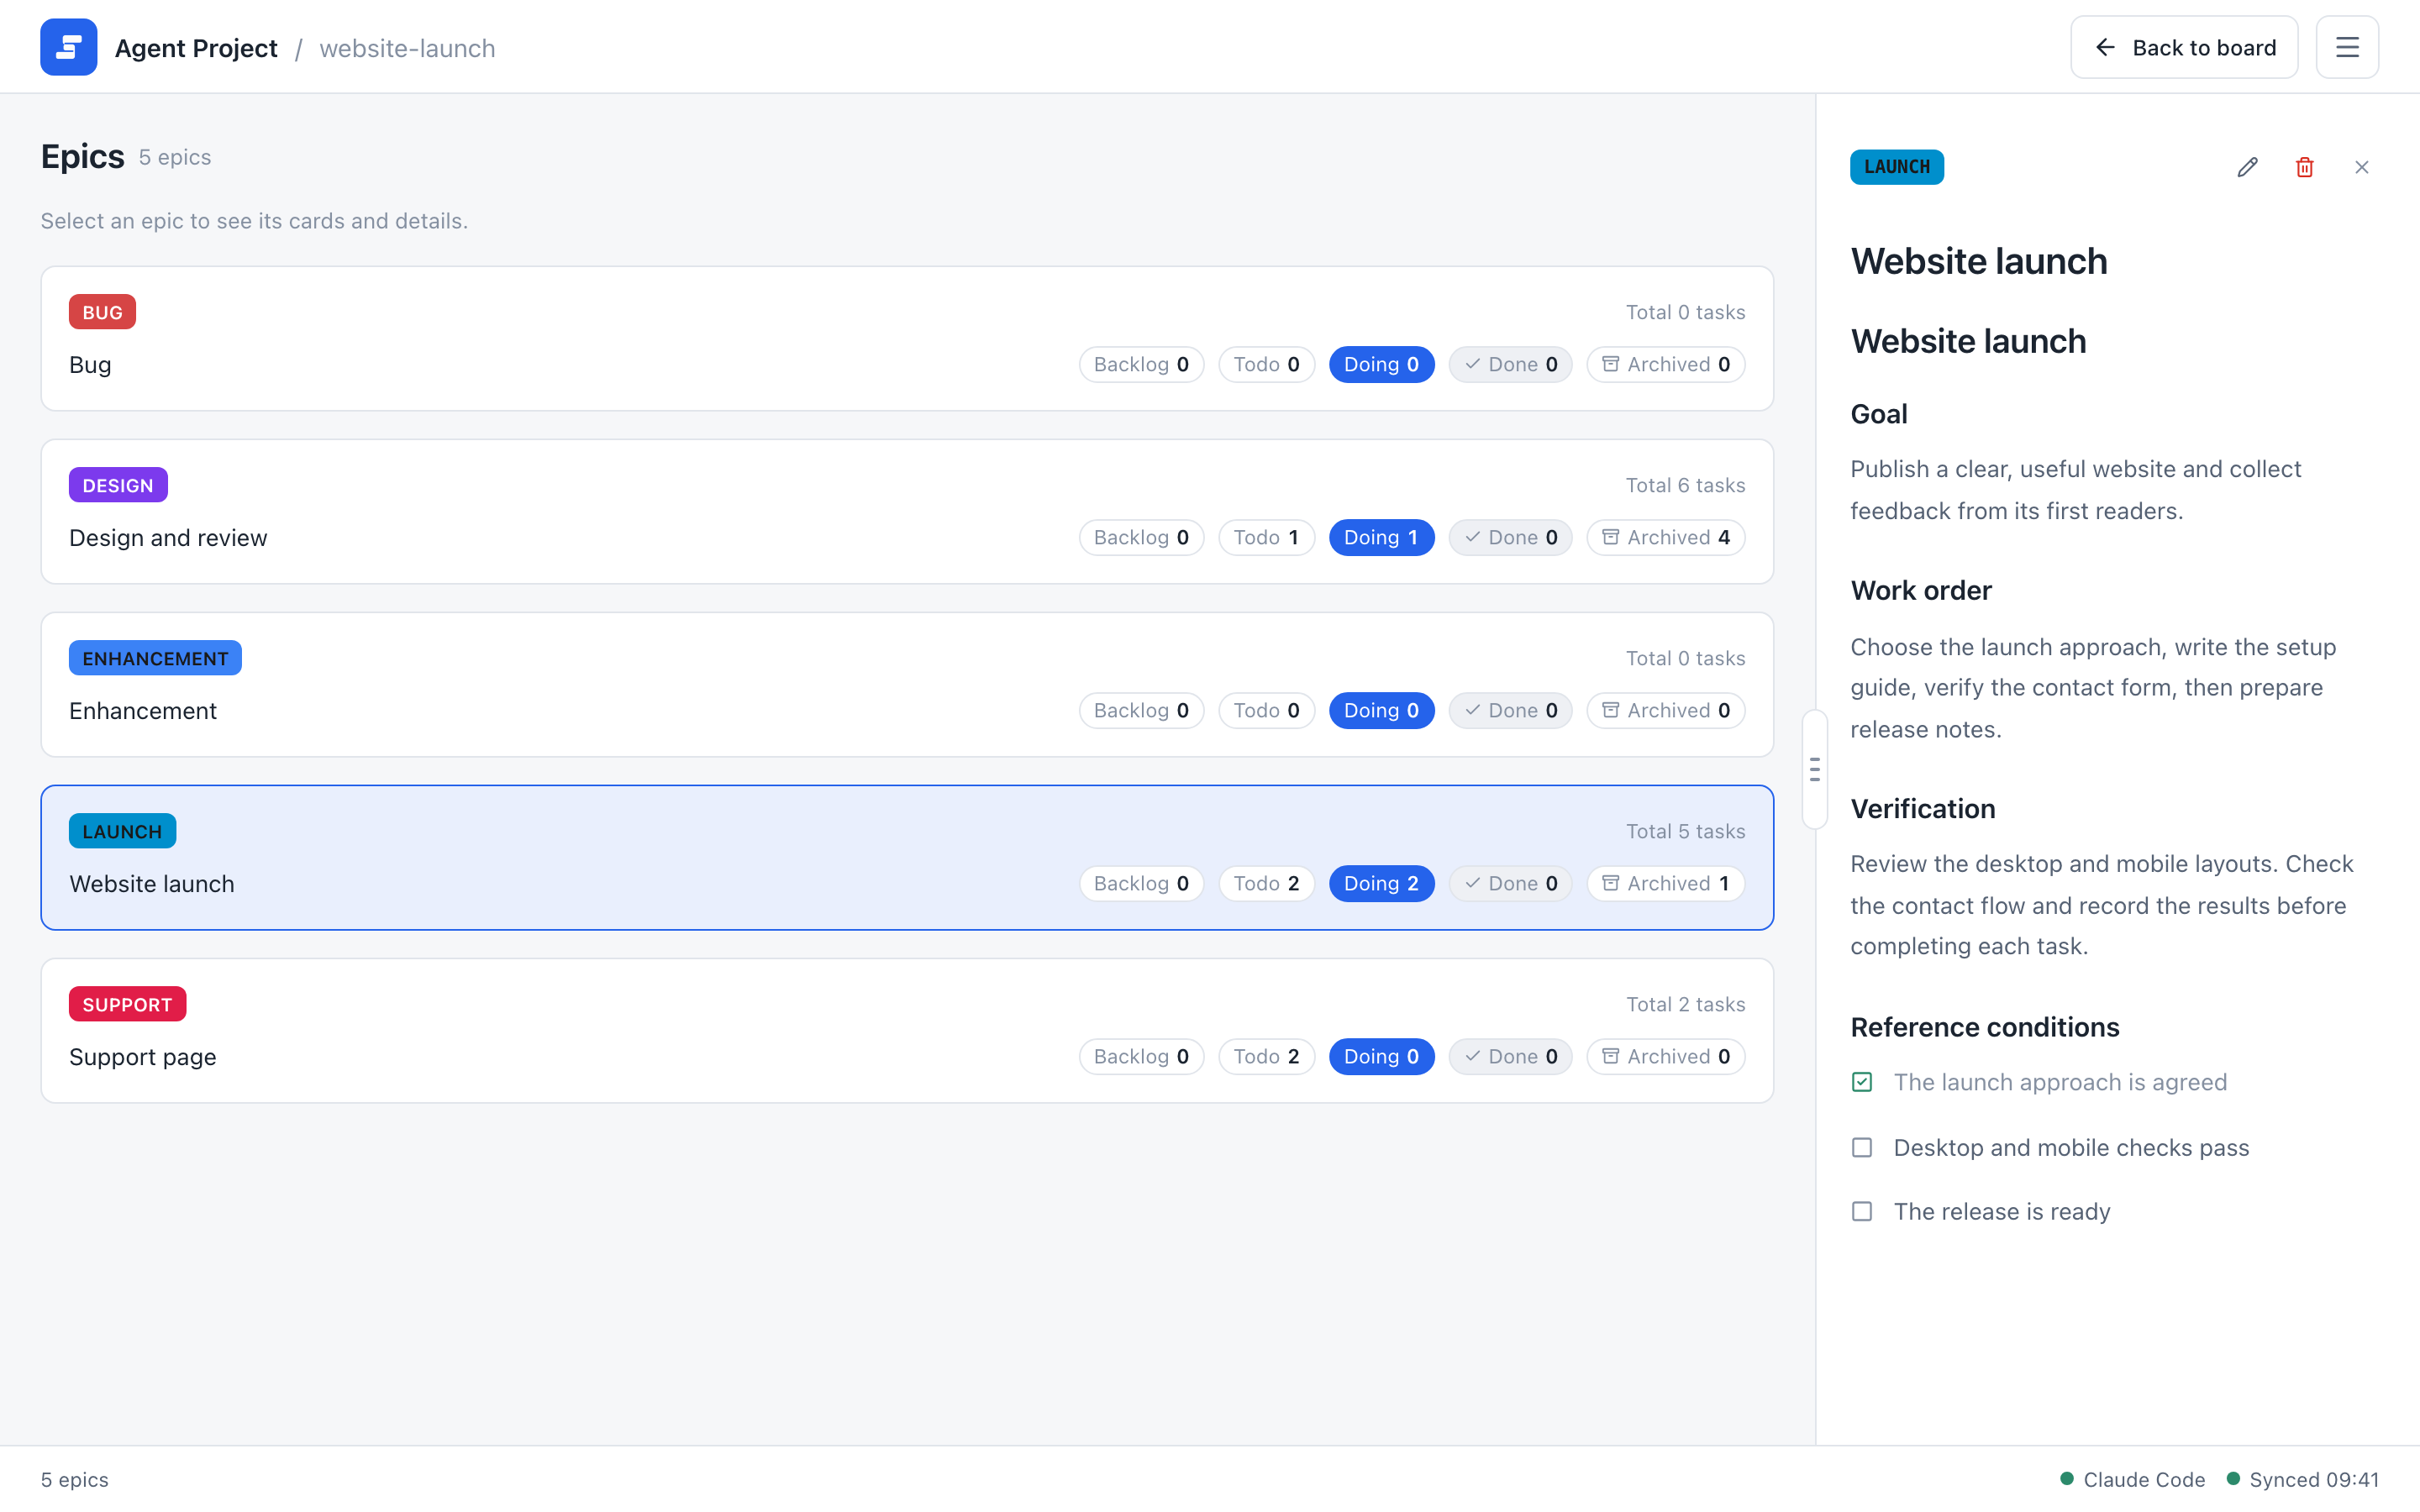 Agent Project / website-launch
Back to board
Epics 5 epics
Select an epic to see its cards and details.
BUG
Total 0 tasks
Bug
Backlog 0 Todo 0 Doing 0 Done 0 Archived 0
DESIGN
Total 6 tasks
Design and review
Backlog 0 Todo 1 Doing 1 Done 0 Archived 4
ENHANCEMENT
Total 0 tasks
Enhancement
Backlog 0 Todo 0 Doing 0 Done 0 Archived 0
LAUNCH
Total 5 tasks
Website launch
Backlog 0 Todo 2 Doing 2 Done 0 Archived 1
SUPPORT
Total 2 tasks
Support page
Backlog 0 Todo 2 Doing 0 Done 0 Archived 0
LAUNCH
Website launch
Website launch
Goal
Publish a clear, useful website and collect
feedback from its first readers.
Work order
Choose the launch approach, write the setup
guide, verify the contact form, then prepare
release notes.
Verification
Review the desktop and mobile layouts. Check
the contact flow and record the results before
completing each task.
Reference conditions
The launch approach is agreed
Desktop and mobile checks pass
The release is ready
5 epics
Claude Code Synced 09:41